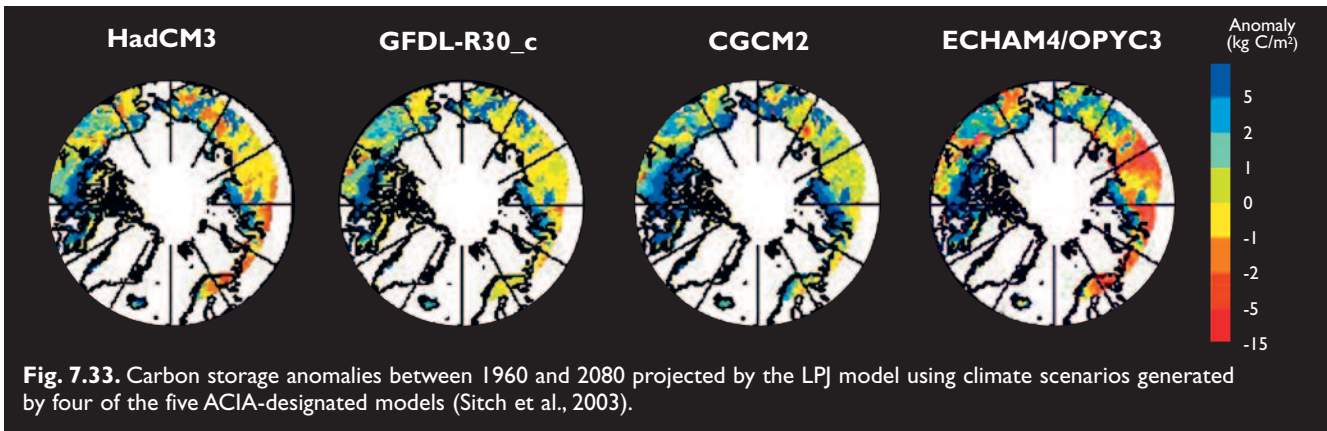 HadCM3
GFDL-R30_c
CGCM2
ECHAM4/OPYC3
Anomaly
(kg C/m²)
5
2
1
0
-1
-2
-5
-15
Fig. 7.33. Carbon storage anomalies between 1960 and 2080 projected by the LPJ model using climate scenarios generated
by four of the five ACIA-designated models (Sitch et al., 2003).